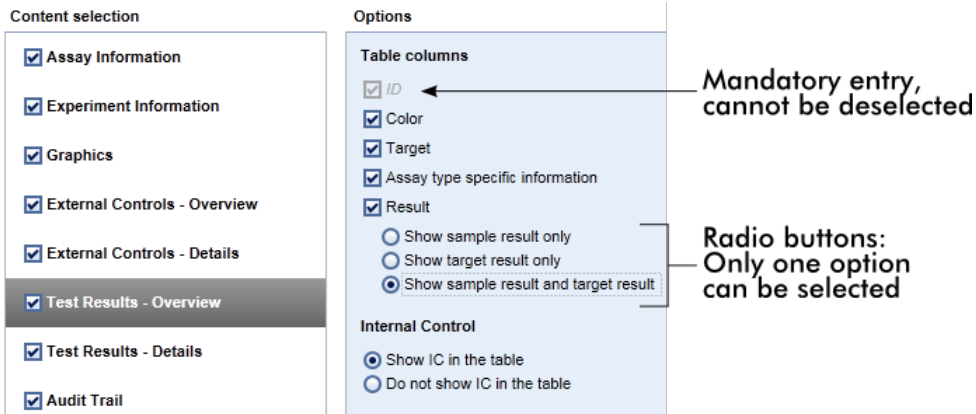 Content selection
Assay Information
Experiment Information
Graphics
External Controls - Overview
External Controls - Details
Test Results - Overview
Test Results - Details
Audit Trail
Options
Table columns
ID
Color
Target
Assay type specific information
Result
Show sample result only
Show target result only
Show sample result and target result
Internal Control
Show IC in the table
Do not show IC in the table
Mandatory entry,
cannot be deselected
Radio buttons:
Only one option
can be selected